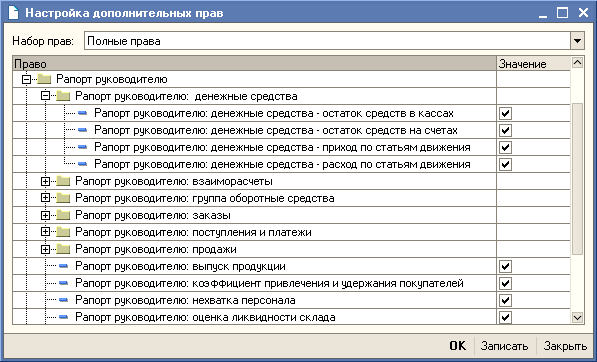 Настройка дополнительных прав
Набор прав: Полные права
Право Значение
Рапорт руководителю
Рапорт руководителю: денежные средства
Рапорт руководителю: денежные средства - остаток средств в кассах
Рапорт руководителю: денежные средства - остаток средств на счетах
Рапорт руководителю: денежные средства - приход по статьям движения
Рапорт руководителю: денежные средства - расход по статьям движения
Рапорт руководителю: взаиморасчеты
Рапорт руководителю: группа оборотные средства
Рапорт руководителю: заказы
Рапорт руководителю: поступления и платежи
Рапорт руководителю: продажи
Рапорт руководителю: выпуск продукции
Рапорт руководителю: коэффициент привлечения и удержания покупателей
Рапорт руководителю: нехватка персонала
Рапорт руководителю: оценка ликвидности склада
OK Записать Закрыть